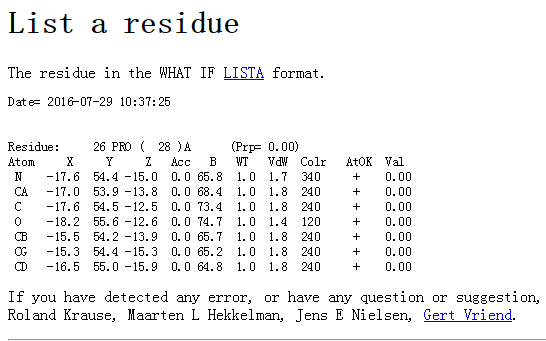 List a residue
The residue in the WHAT IF LISTA format.
Date= 2016-07-29 10:37:25
Residue: 26 PRO ( 28 )A (Prp= 0.00)
Atom X Y Z Acc B WT VdW Colr AtOK Val
N -17.6 54.4 -15.0 0.0 65.8 1.0 1.7 340 + 0.00
CA -17.0 53.9 -13.8 0.0 68.4 1.0 1.8 240 + 0.00
C -17.6 54.5 -12.5 0.0 73.4 1.0 1.8 240 + 0.00
O -18.2 55.6 -12.6 0.0 74.7 1.0 1.4 120 + 0.00
CB -15.5 54.2 -13.9 0.0 65.7 1.0 1.8 240 + 0.00
CG -15.3 54.4 -15.3 0.0 65.2 1.0 1.8 240 + 0.00
CD -16.5 55.0 -15.9 0.0 64.8 1.0 1.8 240 + 0.00
If you have detected any error, or have any question or suggestion,
Roland Krause, Maarten L Hekkelman, Jens E Nielsen, Gert Vriend.